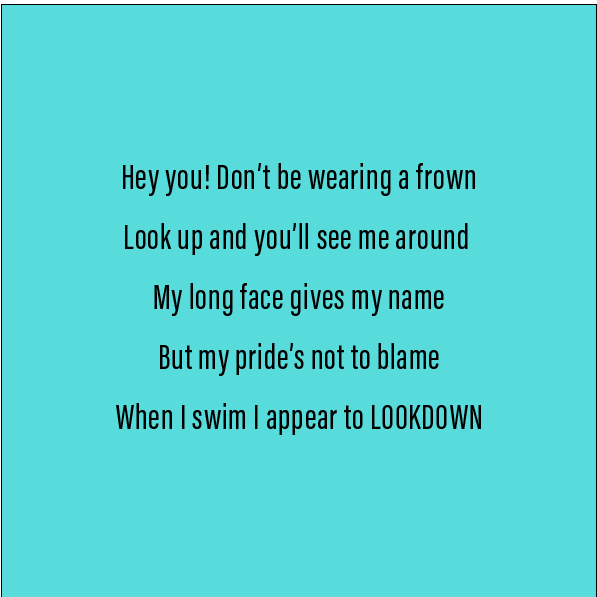 Hey you! Don't be wearing a frown
Look up and you'll see me around
My long face gives my name
But my pride's not to blame
When I swim I appear to LOOKDOWN